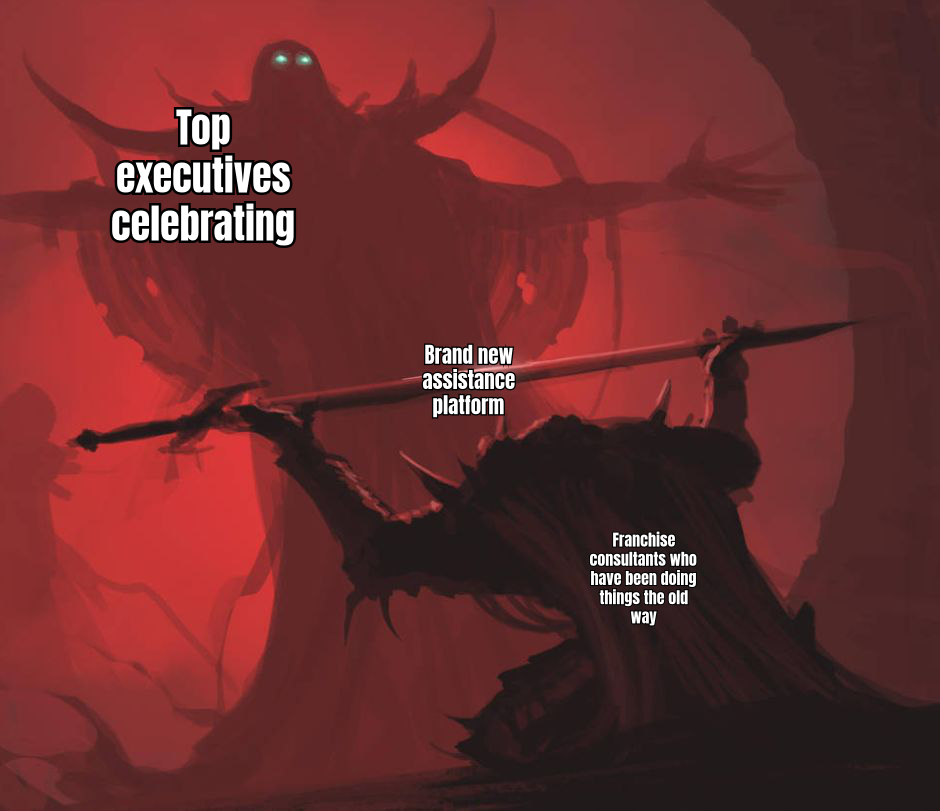 Top
executives
celebrating
Brand new
assistance
platform
Franchise
consultants who
have been doing
things the old
way